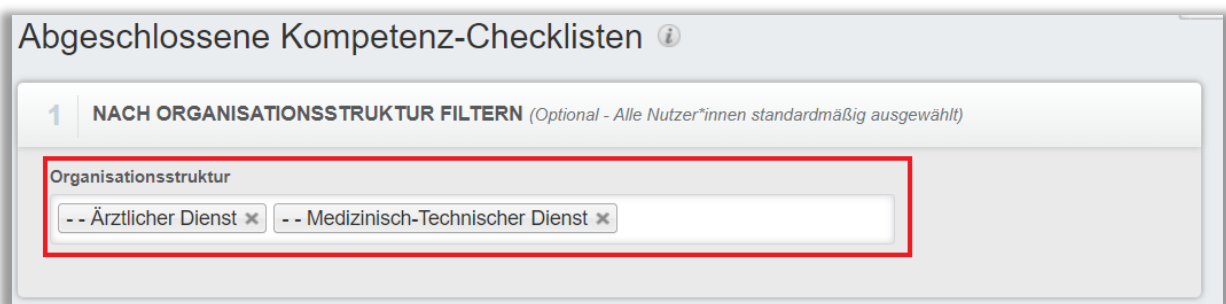 Abgeschlossene Kompetenz-Checklisten
1 NACH ORGANISATIONSSTRUKTUR FILTERN (Optional - Alle Nutzer*innen standardmäßig ausgewählt)
Organisationsstruktur
- - Ärztlicher Dienst × - - Medizinisch-Technischer Dienst ×